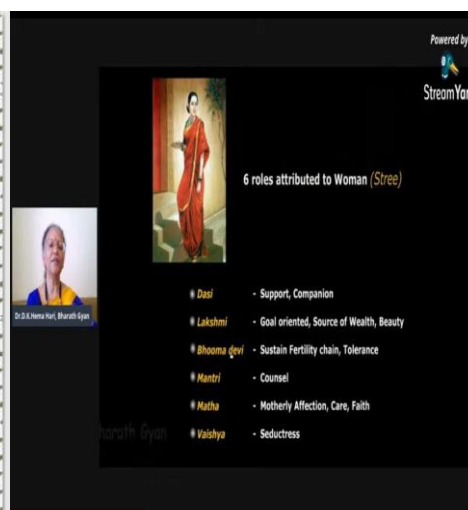 Powered by
StreamYar
6 roles attributed to Woman (Stree)
Dr.D.K.Hema Hari, Bharath Gyan
Dasi - Support, Companion
Lakshmi - Goal oriented, Source of Wealth, Beauty
Bhooma devi - Sustain Fertility chain, Tolerance
Mantri - Counsel
Matha - Motherly Affection, Care, Faith
Vaishya - Seductress
harath Gyan